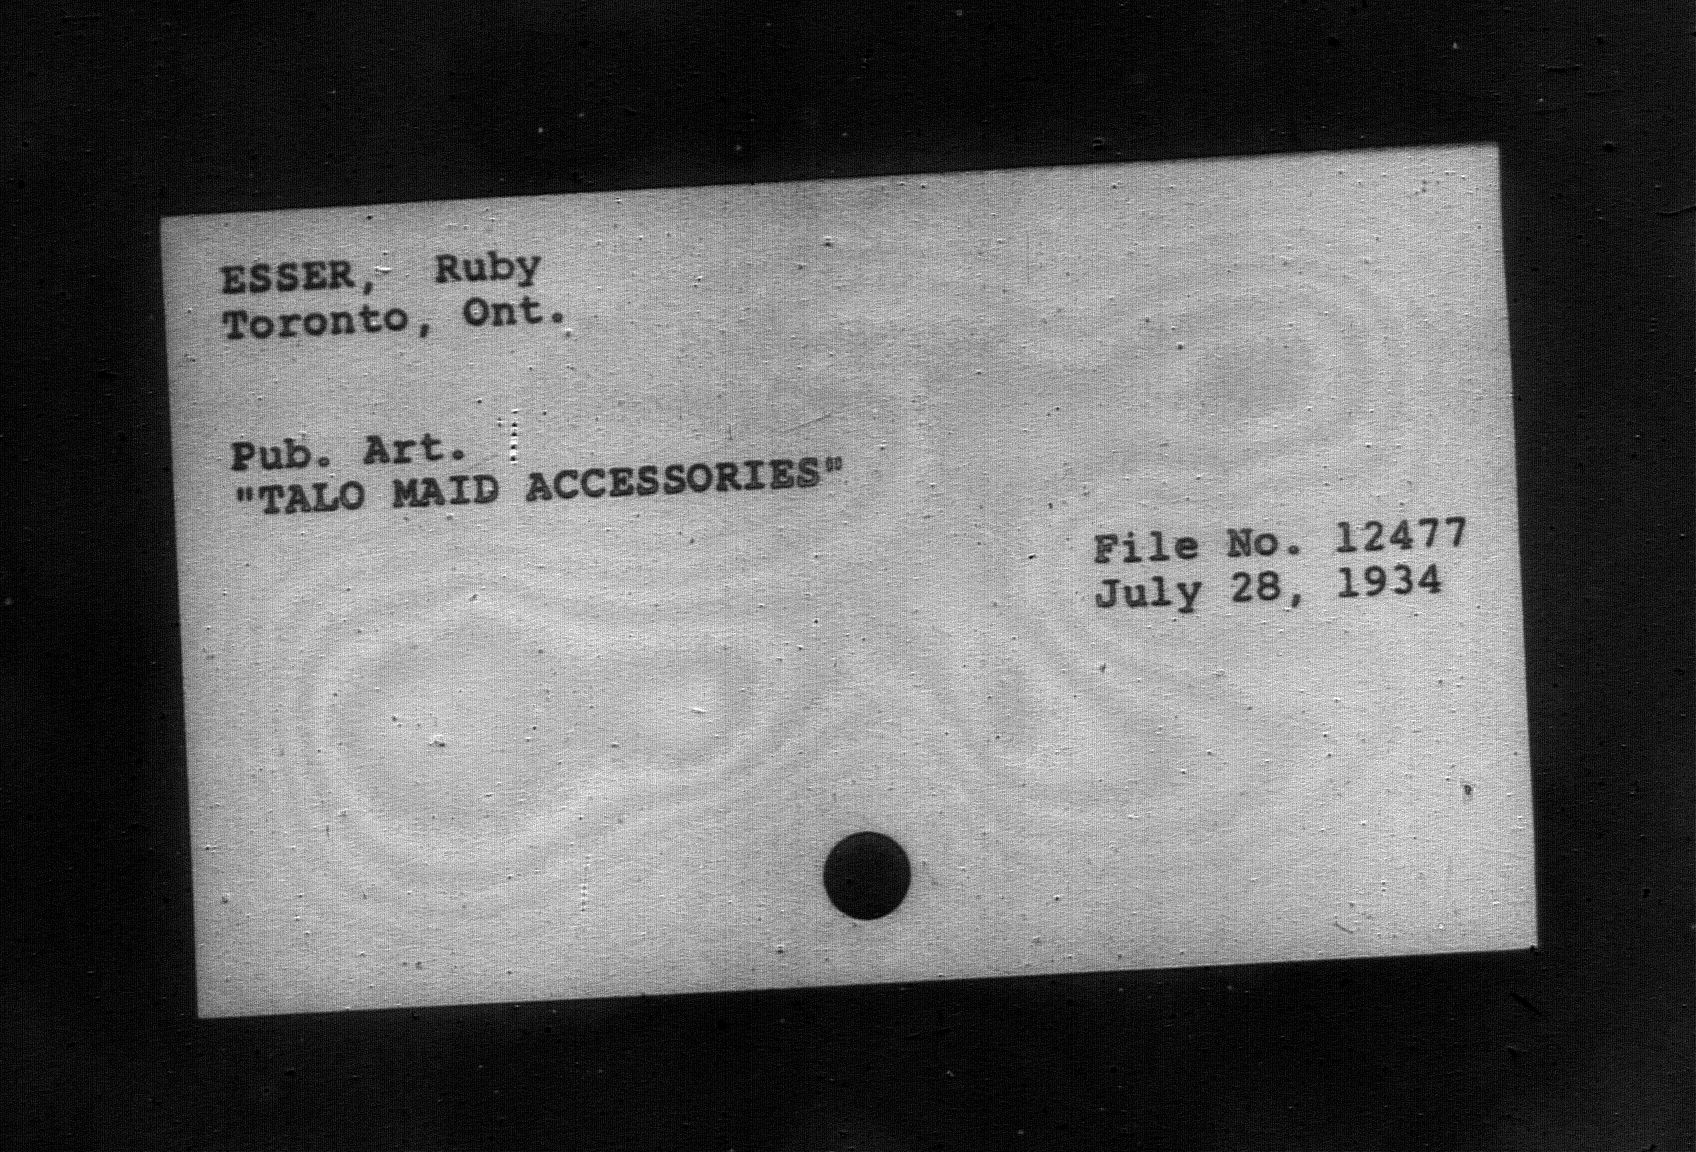 ESSER, Ruby
Toronto, Ont.
Pub. Art.
"TALO MAID ACCESSORIES"
File No. 12477
July 28, 1934